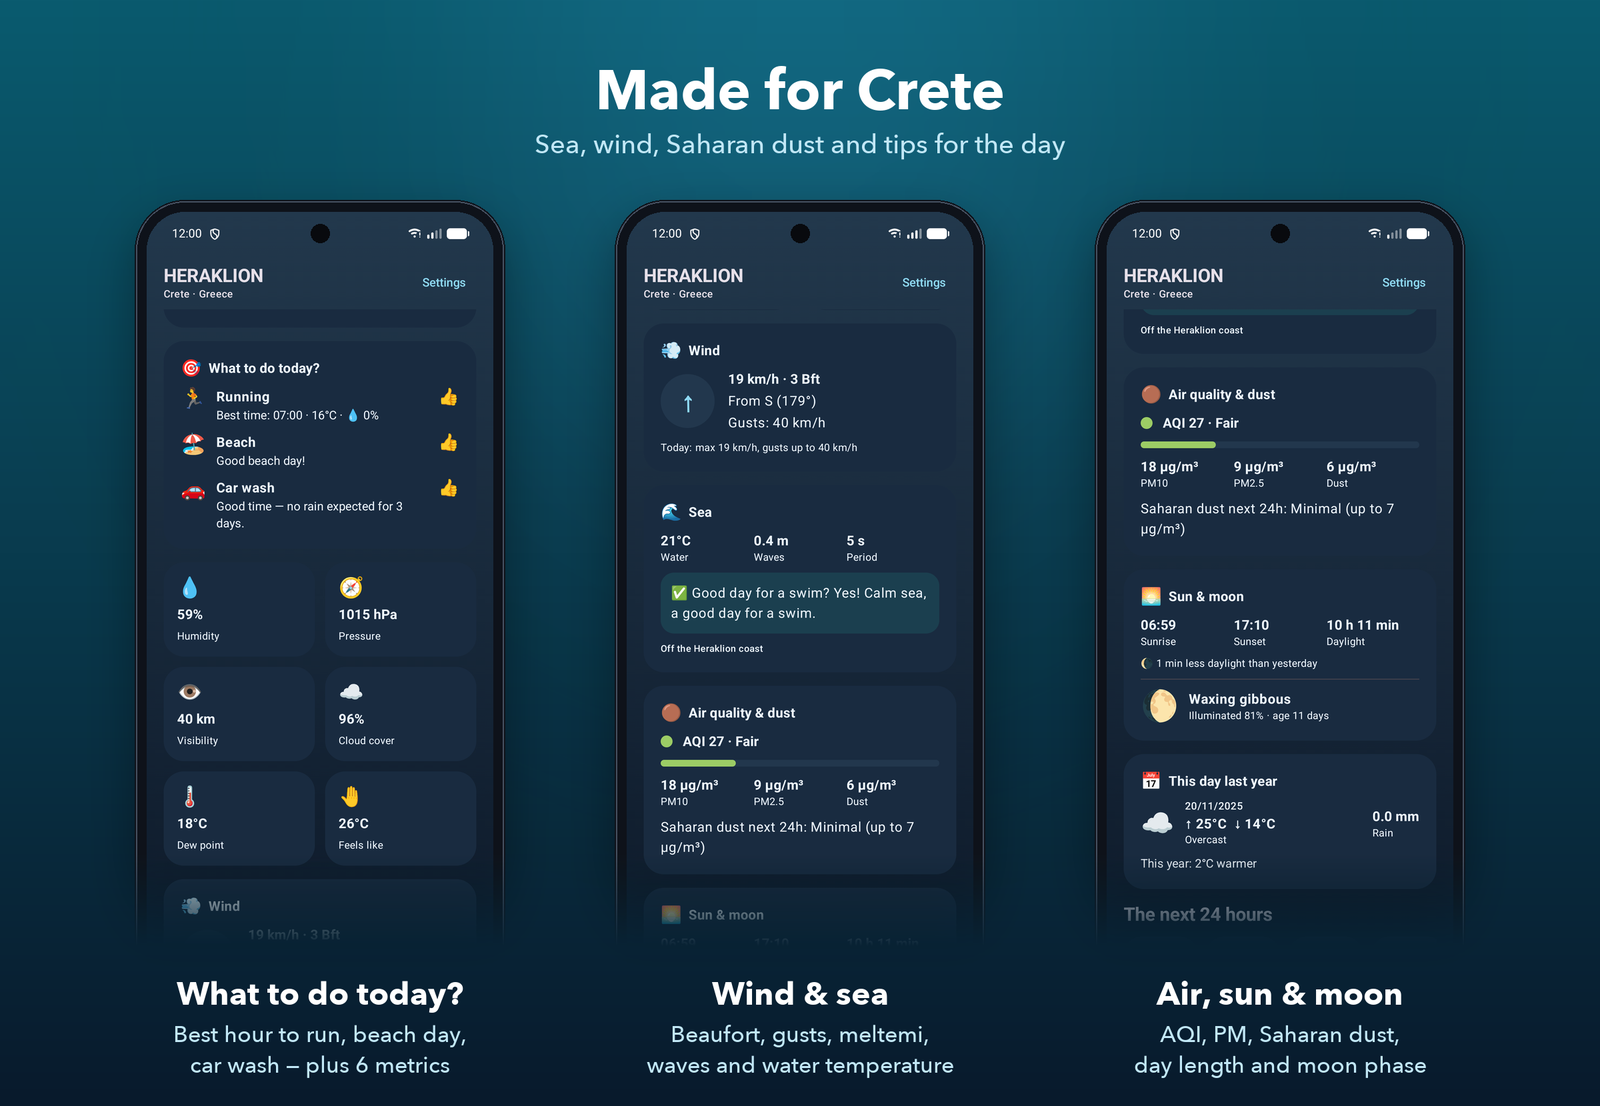 Made for Crete
Sea, wind, Saharan dust and tips for the day
12:00
HERAKLION
Crete · Greece
Settings
What to do today?
Running
Best time: 07:00 · 16°C · 💧 0%
Beach
Good beach day!
Car wash
Good time — no rain expected for 3
days.
59%
Humidity
1015 hPa
Pressure
40 km
Visibility
96%
Cloud cover
18°C
Dew point
26°C
Feels like
Wind
19 km/h · 3 Bft
What to do today?
Best hour to run, beach day,
car wash – plus 6 metrics
12:00
HERAKLION
Crete · Greece
Settings
Wind
19 km/h · 3 Bft
From S (179°)
Gusts: 40 km/h
Today: max 19 km/h, gusts up to 40 km/h
Sea
21°C 0.4 m 5 s
Water Waves Period
✅ Good day for a swim? Yes! Calm sea,
a good day for a swim.
Off the Heraklion coast
Air quality & dust
AQI 27 · Fair
18 µg/m³ 9 µg/m³ 6 µg/m³
PM10 PM2.5 Dust
Saharan dust next 24h: Minimal (up to 7
µg/m³)
Sun & moon
06:59 17:10 10 h 11 min
Wind & sea
Beaufort, gusts, meltemi,
waves and water temperature
12:00
HERAKLION
Crete · Greece
Settings
Off the Heraklion coast
Air quality & dust
AQI 27 · Fair
18 µg/m³ 9 µg/m³ 6 µg/m³
PM10 PM2.5 Dust
Saharan dust next 24h: Minimal (up to 7
µg/m³)
Sun & moon
06:59 17:10 10 h 11 min
Sunrise Sunset Daylight
1 min less daylight than yesterday
Waxing gibbous
Illuminated 81% · age 11 days
This day last year
20/11/2025
↑ 25°C ↓ 14°C
Overcast
0.0 mm
Rain
This year: 2°C warmer
The next 24 hours
Air, sun & moon
AQI, PM, Saharan dust,
day length and moon phase